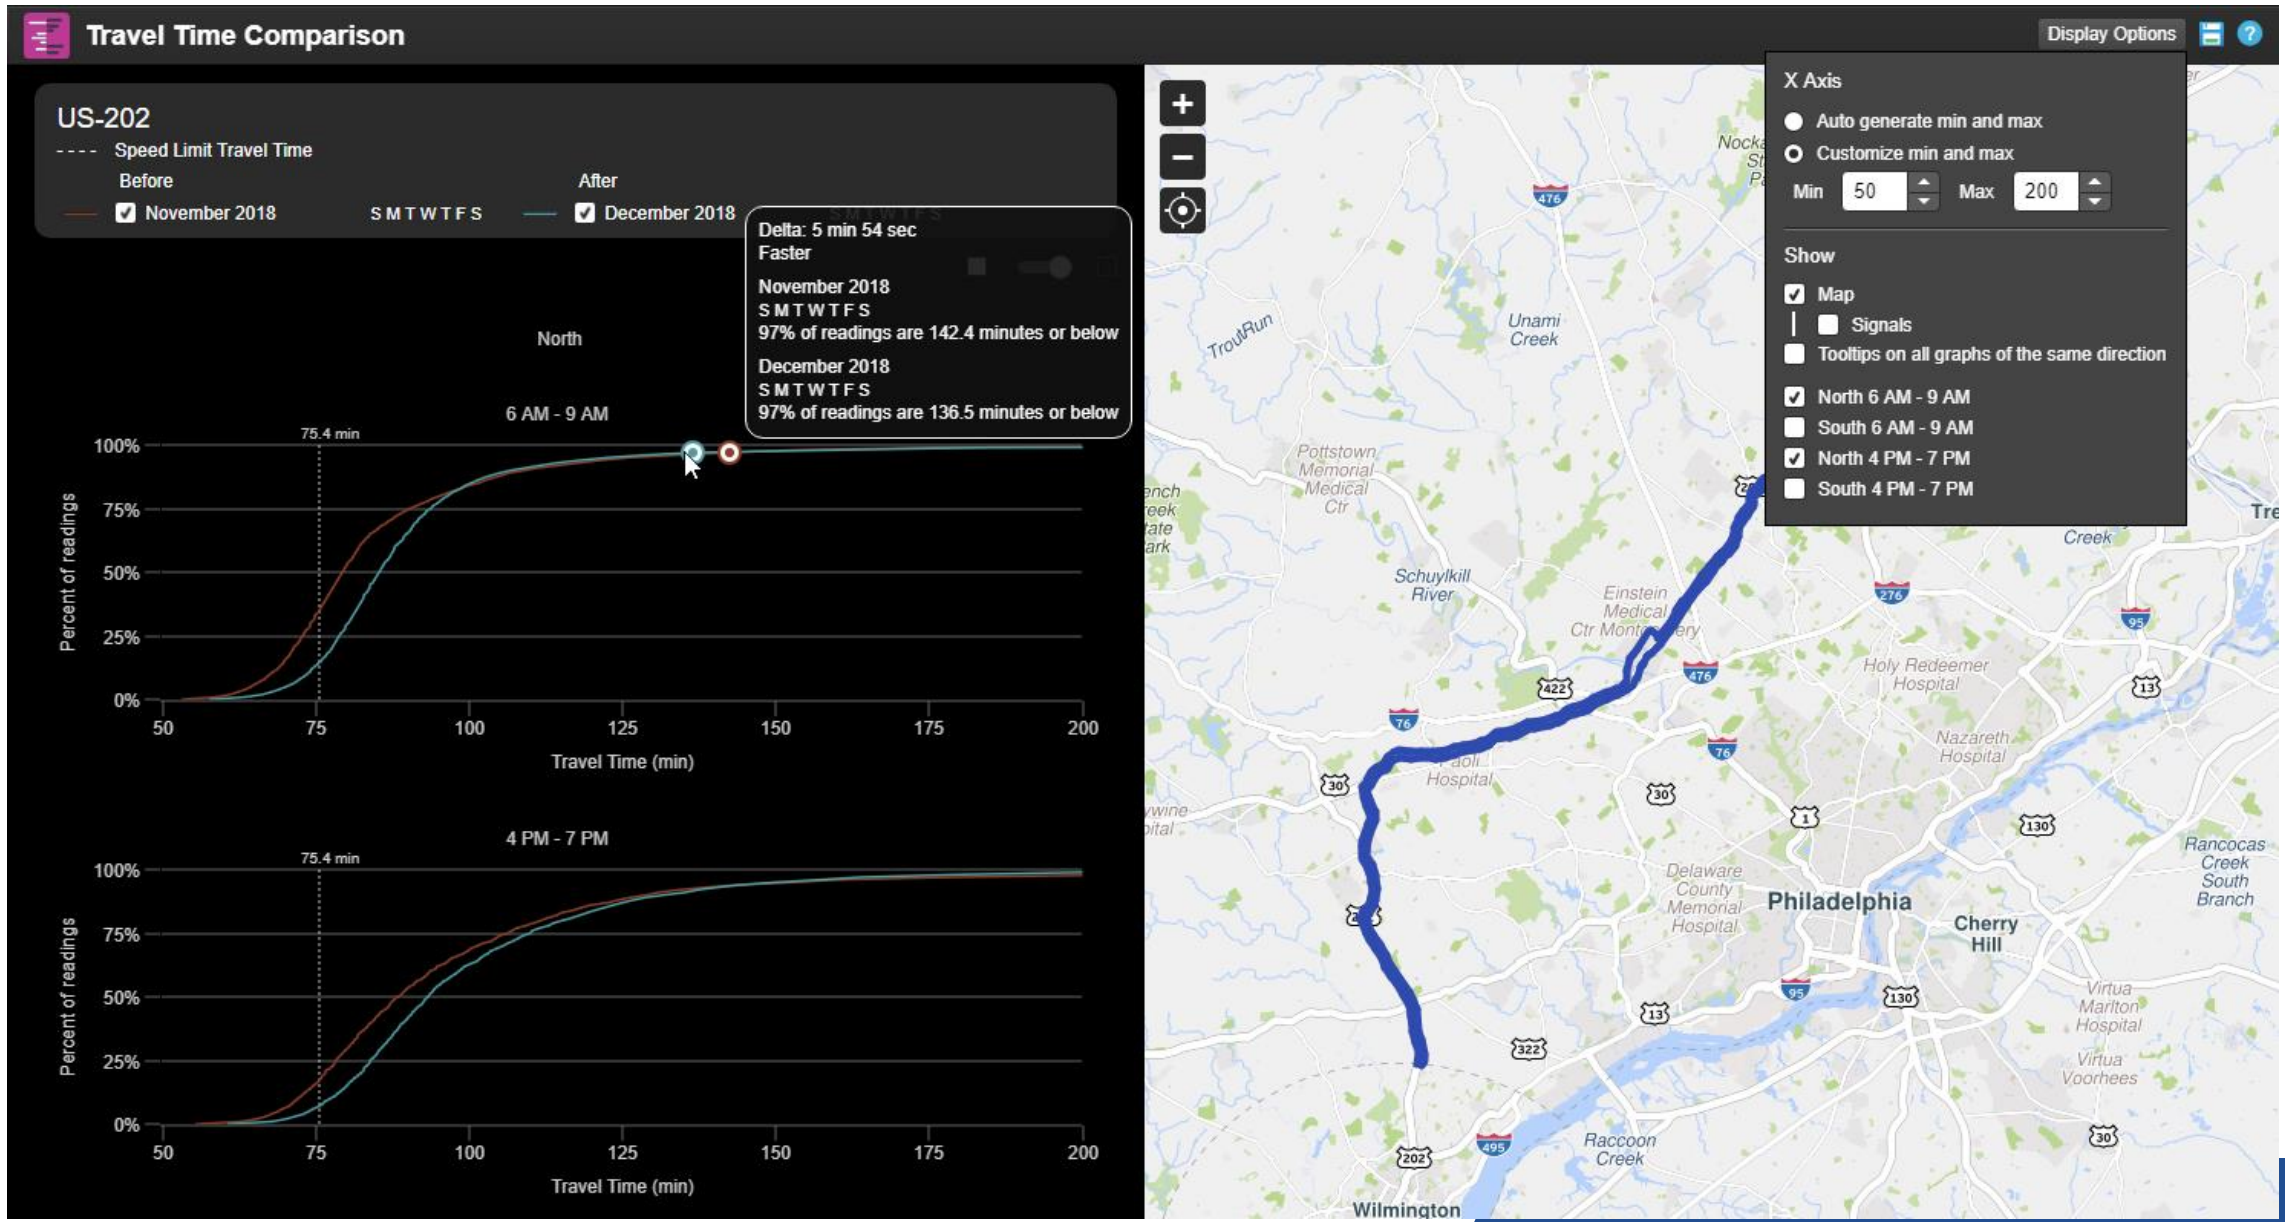 Travel Time Comparison
Display Options
?
US-202
Speed Limit Travel Time
Before
After
November 2018 S M T W T F S
December 2018 S M T W T F S
Delta: 5 min 54 sec
Faster
November 2018
S M T W T F S
97% of readings are 142.4 minutes or below
December 2018
S M T W T F S
97% of readings are 136.5 minutes or below
North
6 AM - 9 AM
75.4 min
100%
75%
50%
25%
0%
Percent of readings
50 75 100 125 150 175 200
Travel Time (min)
4 PM - 7 PM
75.4 min
100%
75%
50%
25%
0%
Percent of readings
50 75 100 125 150 175 200
Travel Time (min)
+
−
X Axis
Auto generate min and max
Customize min and max
Min 50 Max 200
Show
Map
Signals
Tooltips on all graphs of the same direction
North 6 AM - 9 AM
South 6 AM - 9 AM
North 4 PM - 7 PM
South 4 PM - 7 PM
476
Trout Run
Unami
Creek
Pottstown
Memorial
Medical
Ctr
Schuylkill
River
Einstein
Medical
Creek
276
95
Holy Redeemer
Hospital
476
422
13
76
76
Nazareth
Hospital
Paoli
Hospital
30
30
1
130
Rancocas
Creek
South
Branch
Delaware
County
Memorial
Hospital
Philadelphia
Cherry
Hill
95
130
13
Virtua
Marlton
Hospital
322
Virtua
Voorhees
30
495
Raccoon
Creek
202
Wilmington